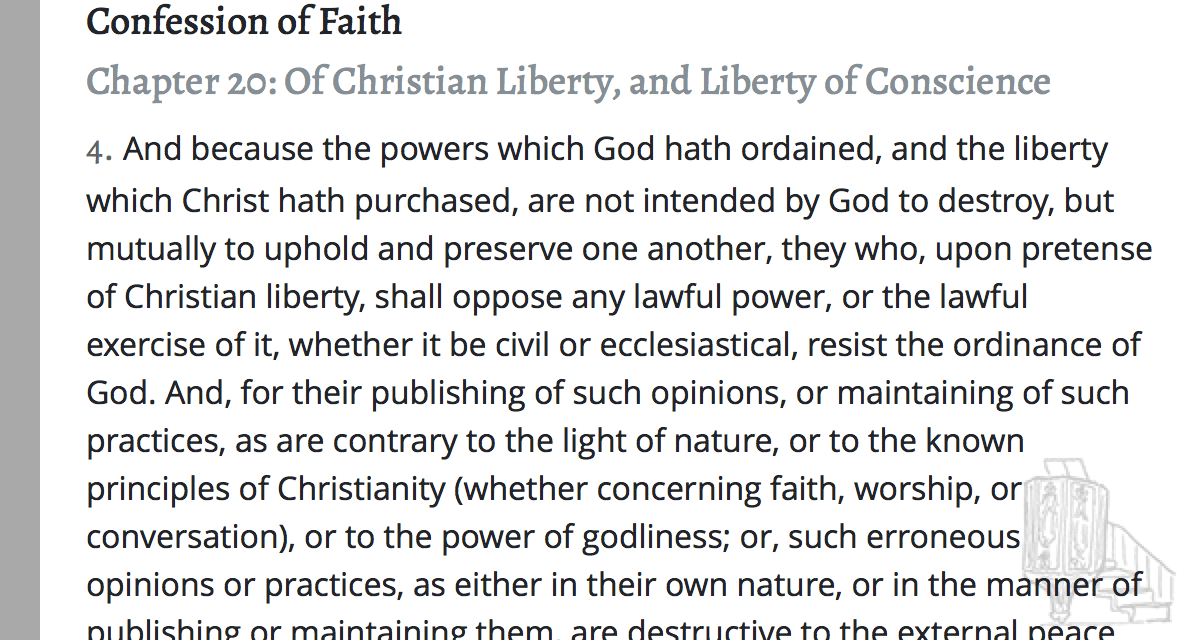 Confession of Faith
Chapter 20: Of Christian Liberty, and Liberty of Conscience
4. And because the powers which God hath ordained, and the liberty
which Christ hath purchased, are not intended by God to destroy, but
mutually to uphold and preserve one another, they who, upon pretense
of Christian liberty, shall oppose any lawful power, or the lawful
exercise of it, whether it be civil or ecclesiastical, resist the ordinance of
God. And, for their publishing of such opinions, or maintaining of such
practices, as are contrary to the light of nature, or to the known
principles of Christianity (whether concerning faith, worship, or
conversation), or to the power of godliness; or, such erroneous
opinions or practices, as either in their own nature, or in the manner of
publishing or maintaining them, are destructive to the external peace